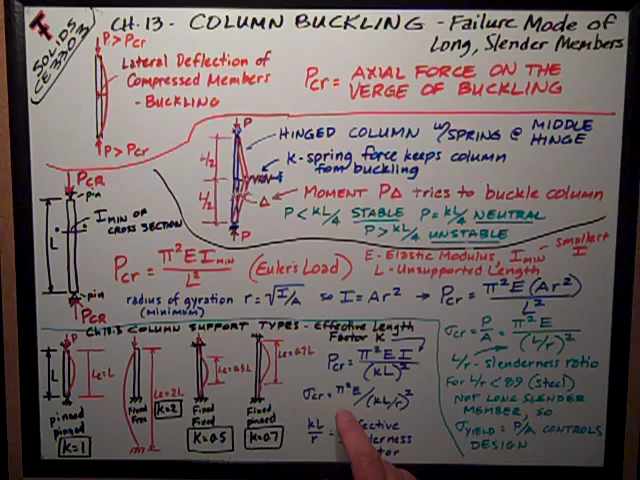 SOLIDS
CE 3303
CH. 13 - COLUMN BUCKLING - Failure Mode of
Long, Slender Members
P > Pcr
Lateral Deflection of
Compressed Members
- BUCKLING
P > Pcr
Pcr = AXIAL FORCE ON THE
VERGE OF BUCKLING
P
HINGED COLUMN w/SPRING @ MIDDLE
HINGE
L/2
K-spring force keeps column
from buckling
L/2
Δ
MOMENT PΔ tries to buckle column
P < kL/4 STABLE P = kL/4 NEUTRAL
P > kL/4 UNSTABLE
P
PCR
pin
L
IMIN OF
CROSS SECTION
pin
PCR
Pcr = π²EIMIN / L² (Euler's Load)
E - Elastic Modulus, IMIN - smallest I
L - Unsupported Length
radius of gyration r = √I/A so I = Ar² → Pcr = π²E(Ar²) / L²
(minimum)
σcr = P/A = π²E / (L/r)²
L/r - slenderness ratio
For L/r < 89 (steel)
NOT LONG SLENDER
MEMBER, SO
σYIELD = P/A CONTROLS
DESIGN
CH 13.3 COLUMN SUPPORT TYPES - Effective Length
Factor K
P
L
Le = L
pinned
pinned
K=1
Le = 2L
Fixed
Free
K=2
Fixed
Fixed
K=0.5
Le=0.7L
Fixed
Pinned
K=0.7
Pcr = π²EI / (KL)²
σcr = π²E / (KL/r)²
KL/r =